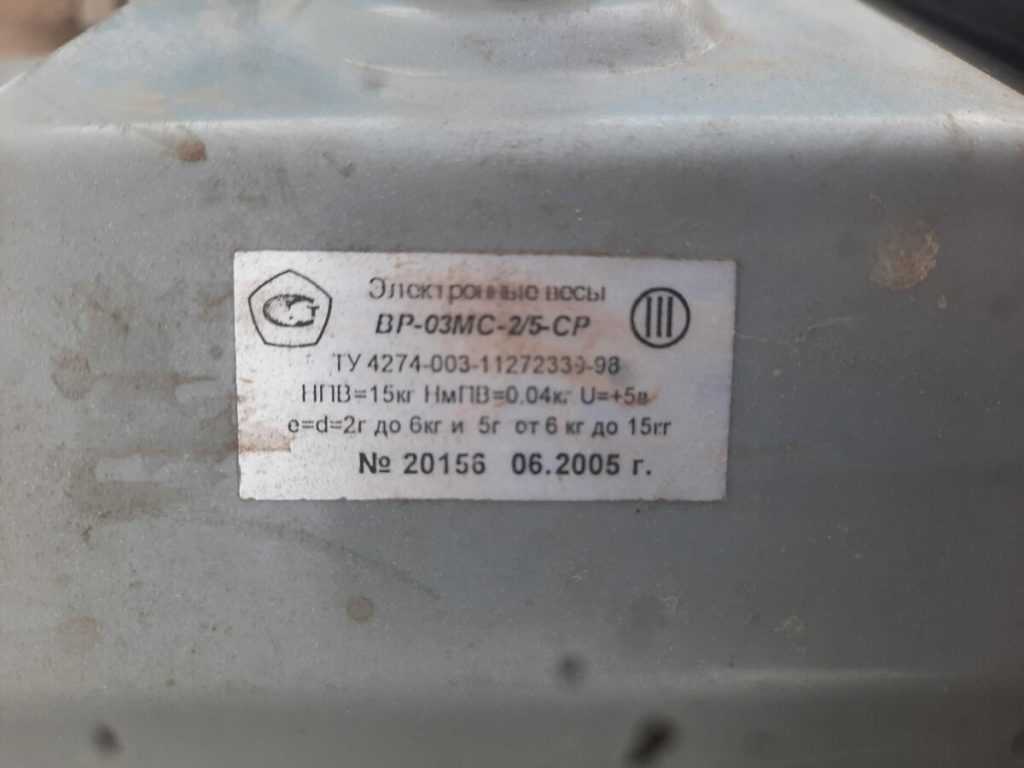 Электронные весы
ВР-03МС-2/5-СР
III
ТУ 4274-003-11272339-98
НПВ=15кг НмПВ=0.04кг U=+5в
e=d=2г до 6кг и 5г от 6 кг до 15кг
№ 20156 06.2005 г.